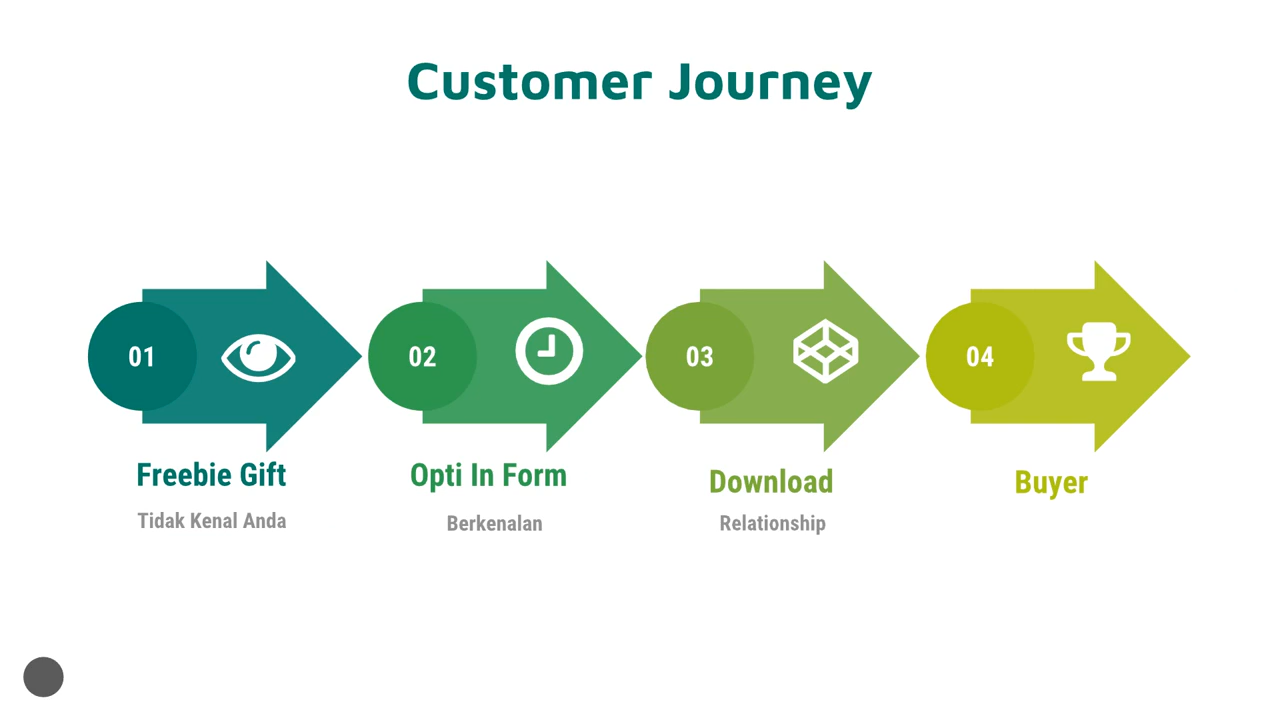 Customer Journey
01
02
03
04
Freebie Gift
Opti In Form
Download
Buyer
Tidak Kenal Anda
Berkenalan
Relationship